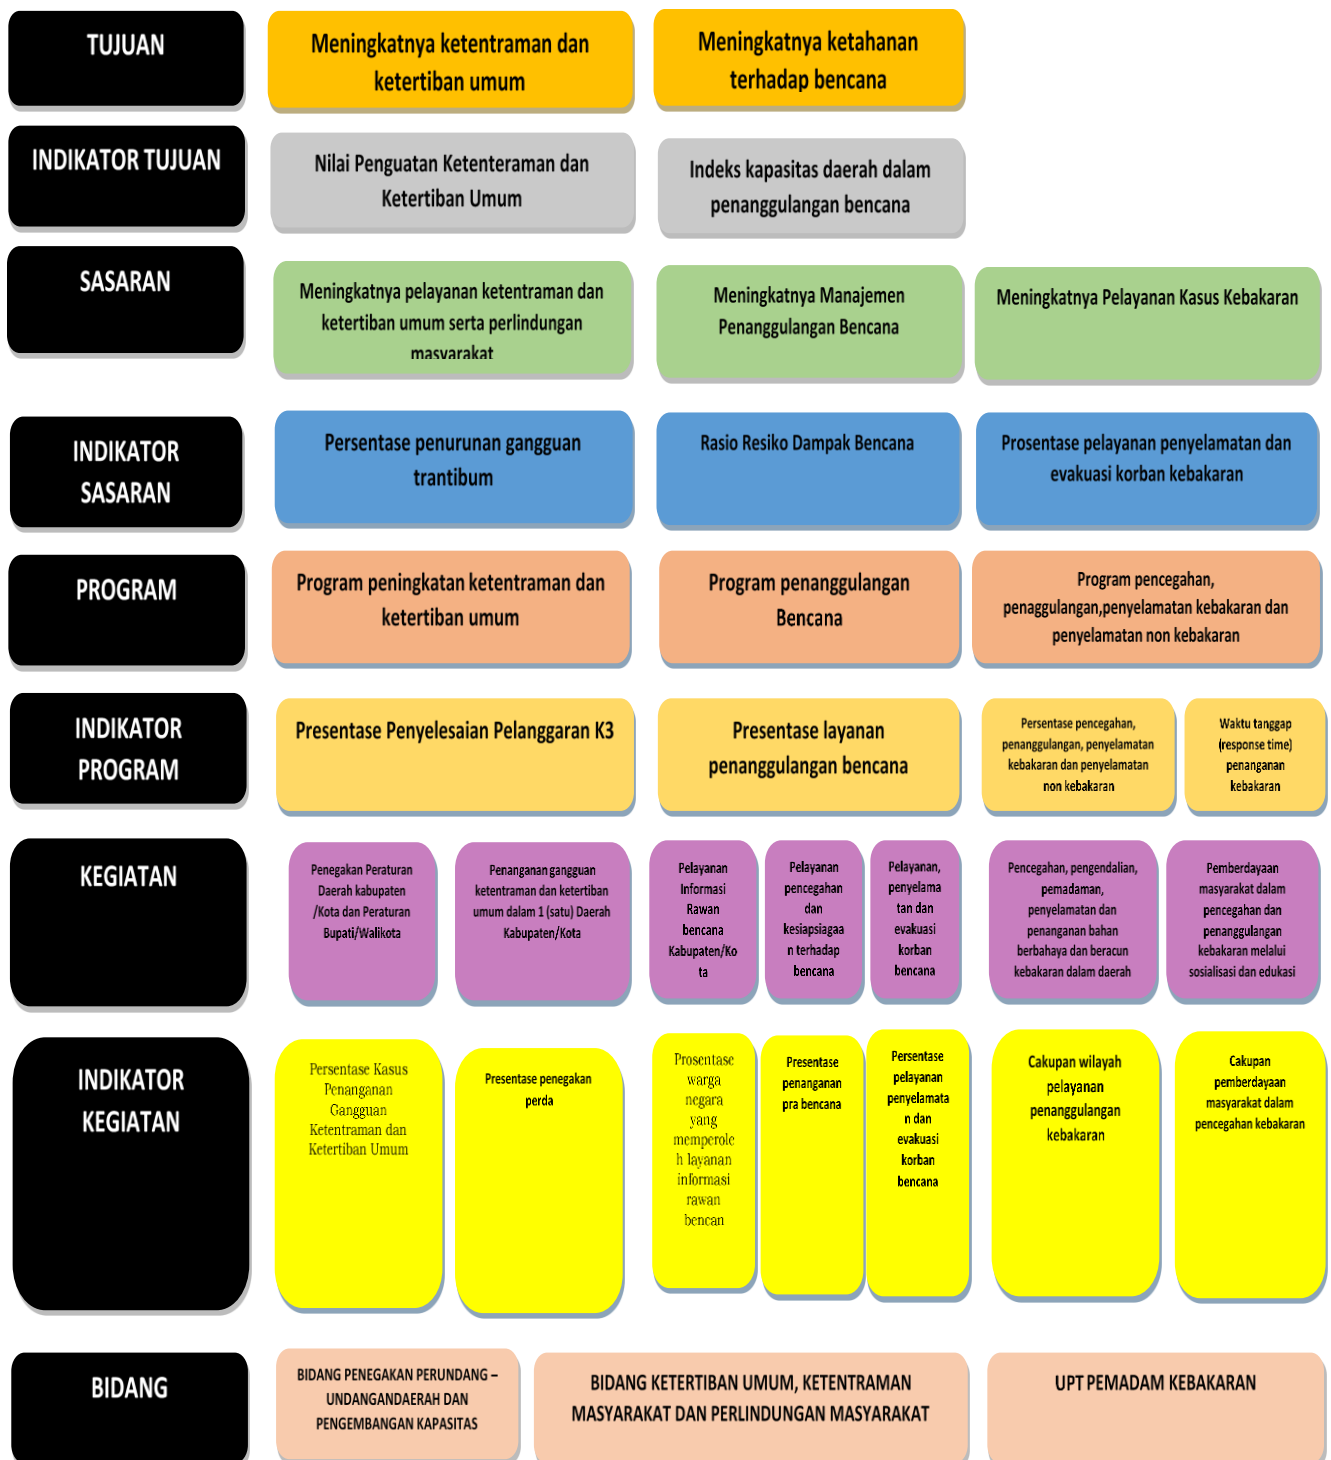 TUJUAN
Meningkatnya ketentraman dan
ketertiban umum
Meningkatnya ketahanan
terhadap bencana
INDIKATOR TUJUAN
Nilai Penguatan Ketenteraman dan
Ketertiban Umum
Indeks kapasitas daerah dalam
penanggulangan bencana
SASARAN
Meningkatnya pelayanan ketentraman dan
ketertiban umum serta perlindungan
masyarakat
Meningkatnya Manajemen
Penanggulangan Bencana
Meningkatnya Pelayanan Kasus Kebakaran
INDIKATOR
SASARAN
Persentase penurunan gangguan
trantibum
Rasio Resiko Dampak Bencana
Prosentase pelayanan penyelamatan dan
evakuasi korban kebakaran
PROGRAM
Program peningkatan ketentraman dan
ketertiban umum
Program penanggulangan
Bencana
Program pencegahan,
penaggulangan,penyelamatan kebakaran dan
penyelamatan non kebakaran
INDIKATOR
PROGRAM
Presentase Penyelesaian Pelanggaran K3
Presentase layanan
penanggulangan bencana
Persentase pencegahan,
penanggulangan, penyelamatan
kebakaran dan penyelamatan
non kebakaran
Waktu tanggap
(response time)
penanganan
kebakaran
KEGIATAN
Penegakan Peraturan
Daerah kabupaten
/Kota dan Peraturan
Bupati/Walikota
Penanganan gangguan
ketentraman dan ketertiban
umum dalam 1 (satu) Daerah
Kabupaten/Kota
Pelayanan
Informasi
Rawan
bencana
Kabupaten/Ko
ta
Pelayanan
pencegahan
dan
kesiapsiagaa
n terhadap
bencana
Pelayanan,
penyelama
tan dan
evakuasi
korban
bencana
Pencegahan, pengendalian,
pemadaman,
penyelamatan dan
penanganan bahan
berbahaya dan beracun
kebakaran dalam daerah
Pemberdayaan
masyarakat dalam
pencegahan dan
penanggulangan
kebakaran melalui
sosialisasi dan edukasi
INDIKATOR
KEGIATAN
Persentase Kasus
Penanganan
Gangguan
Ketentraman dan
Ketertiban Umum
Presentase penegakan
perda
Prosentase
warga
negara
yang
memperole
h layanan
informasi
rawan
bencan
Presentase
penanganan
pra bencana
Persentase
pelayanan
penyelamata
n dan
evakuasi
korban
bencana
Cakupan wilayah
pelayanan
penanggulangan
kebakaran
Cakupan
pemberdayaan
masyarakat dalam
pencegahan kebakaran
BIDANG
BIDANG PENEGAKAN PERUNDANG –
UNDANGANDAERAH DAN
PENGEMBANGAN KAPASITAS
BIDANG KETERTIBAN UMUM, KETENTRAMAN
MASYARAKAT DAN PERLINDUNGAN MASYARAKAT
UPT PEMADAM KEBAKARAN